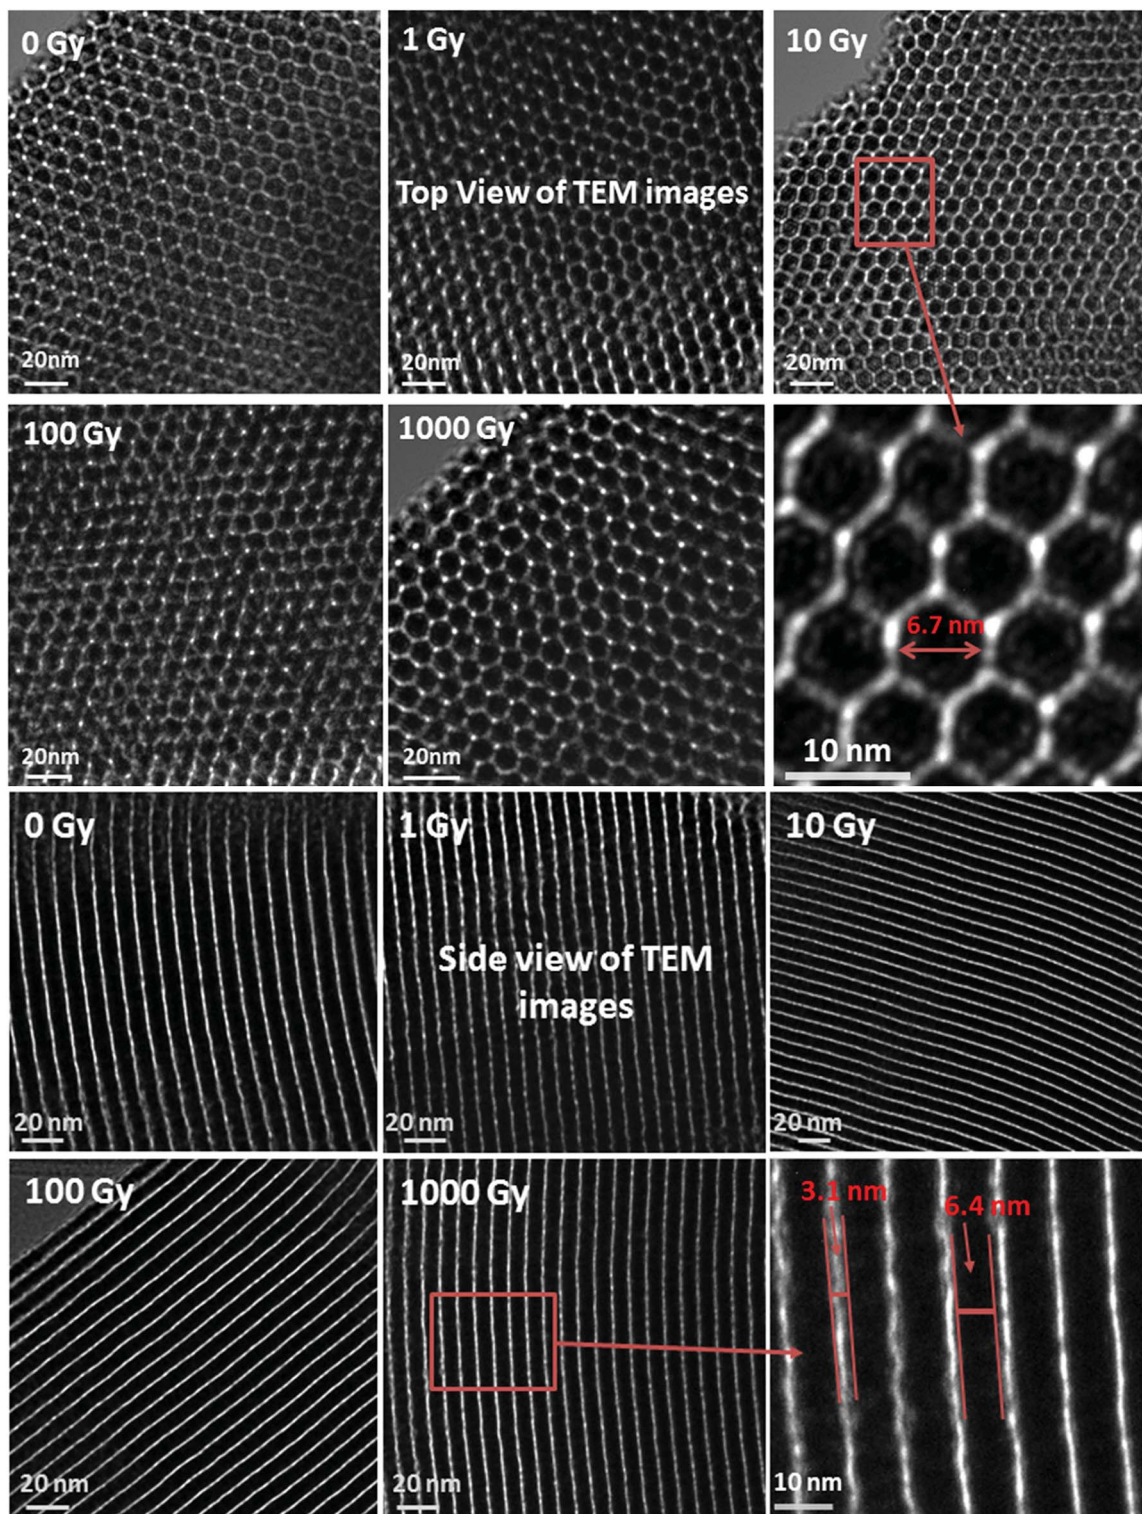 0 Gy
1 Gy
10 Gy
Top View of TEM images
20nm
20nm
20nm
100 Gy
1000 Gy
6.7 nm
20nm
20nm
10 nm
0 Gy
1 Gy
10 Gy
Side view of TEM
images
20 nm
20 nm
20 nm
100 Gy
1000 Gy
3.1 nm
6.4 nm
20 nm
20 nm
10 nm